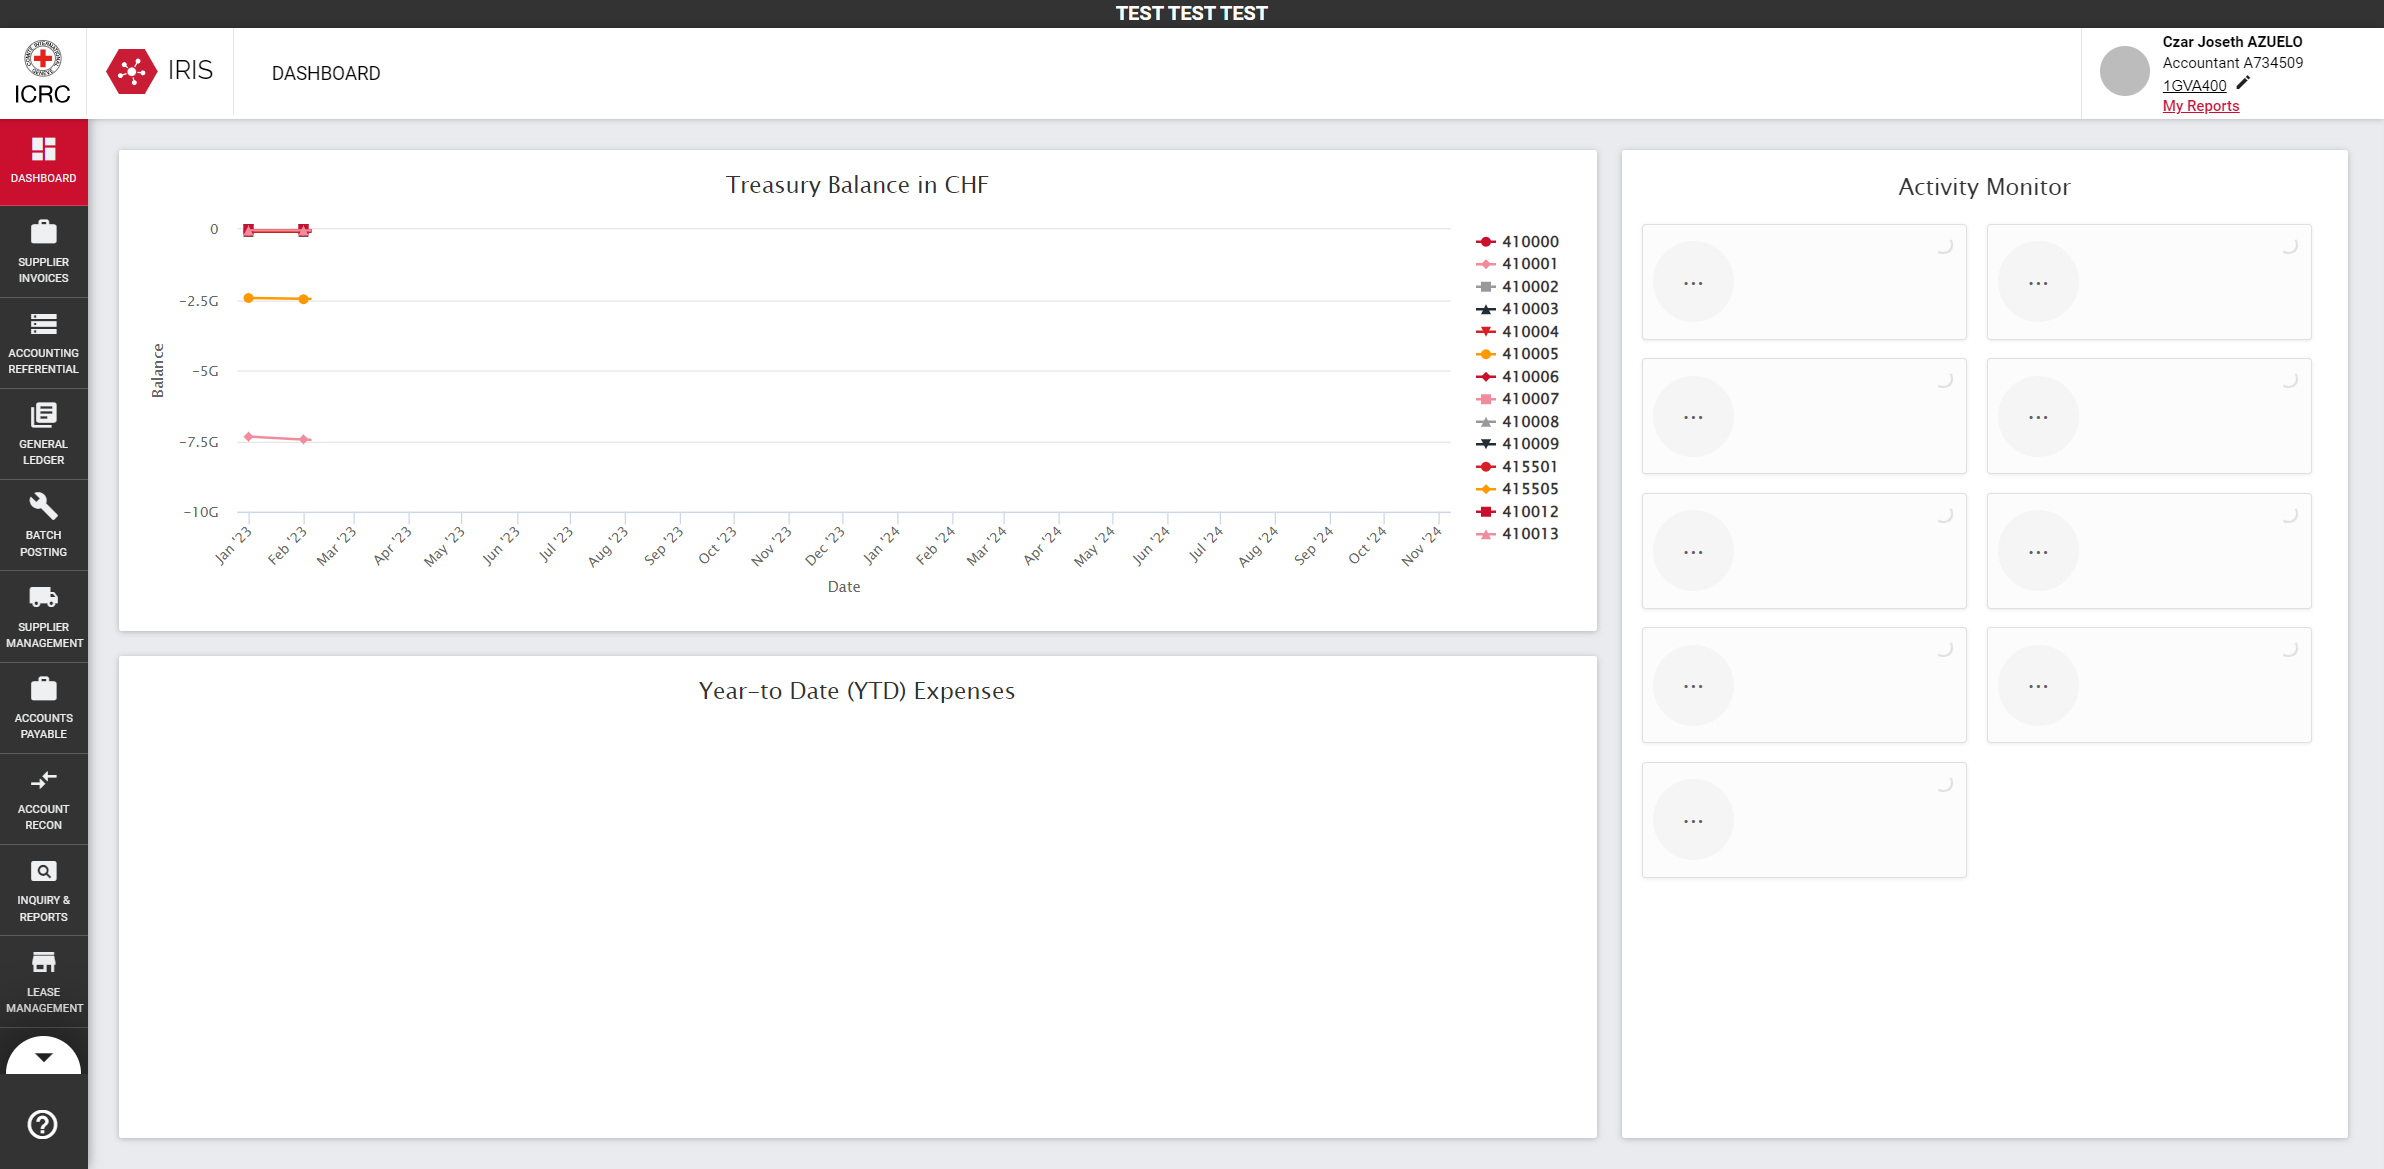 TEST TEST TEST
COMITÉ INTERNATIONAL GENEVE
ICRC
IRIS
DASHBOARD
Czar Joseth AZUELO
Accountant A734509
1GVA400
My Reports
DASHBOARD
SUPPLIER
INVOICES
ACCOUNTING
REFERENTIAL
GENERAL
LEDGER
BATCH
POSTING
SUPPLIER
MANAGEMENT
ACCOUNTS
PAYABLE
ACCOUNT
RECON
INQUIRY &
REPORTS
LEASE
MANAGEMENT
Treasury Balance in CHF
0
-2.5G
-5G
-7.5G
-10G
Balance
Jan '23
Feb '23
Mar '23
Apr '23
May '23
Jun '23
Jul '23
Aug '23
Sep '23
Oct '23
Nov '23
Dec '23
Jan '24
Feb '24
Mar '24
Apr '24
May '24
Jun '24
Jul '24
Aug '24
Sep '24
Oct '24
Nov '24
Date
410000
410001
410002
410003
410004
410005
410006
410007
410008
410009
415501
415505
410012
410013
Year-to Date (YTD) Expenses
Activity Monitor
...
...
...
...
...
...
...
...
...